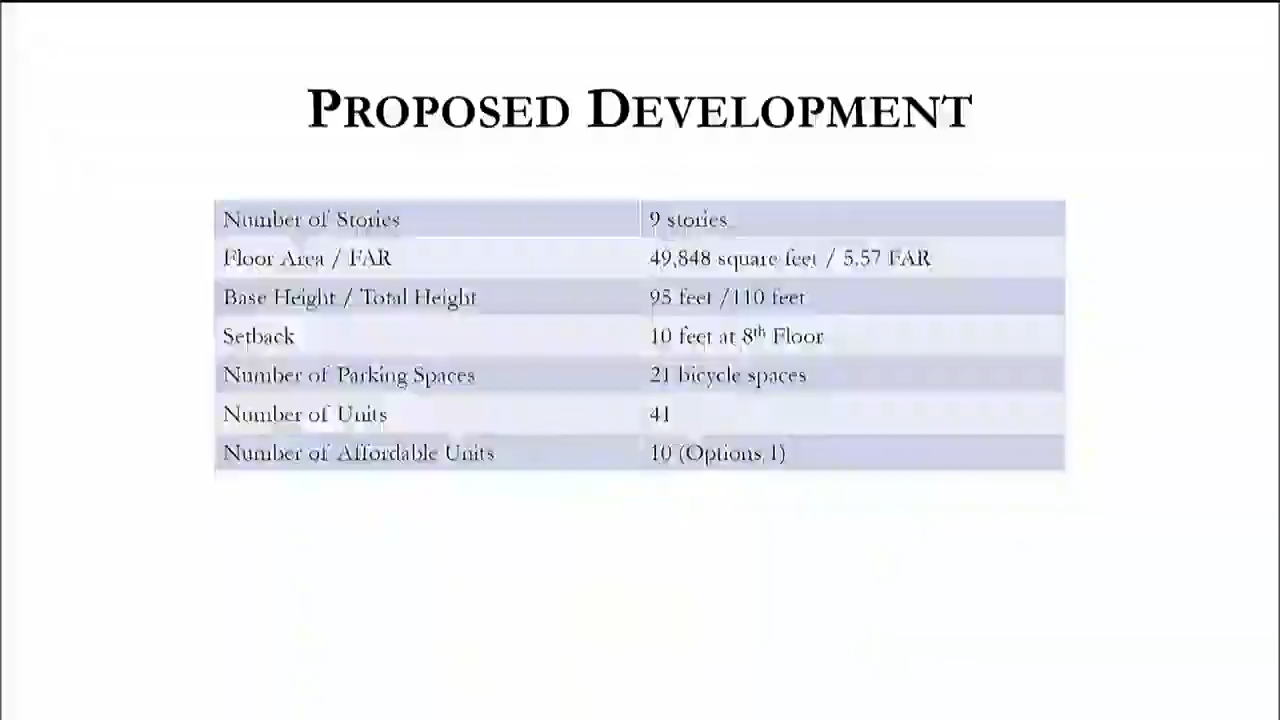 PROPOSED DEVELOPMENT
Number of Stories 9 stories
Floor Area / FAR 49,848 square feet / 5.57 FAR
Base Height / Total Height 95 feet /110 feet
Setback 10 feet at 8th Floor
Number of Parking Spaces 21 bicycle spaces
Number of Units 41
Number of Affordable Units 10 (Options 1)